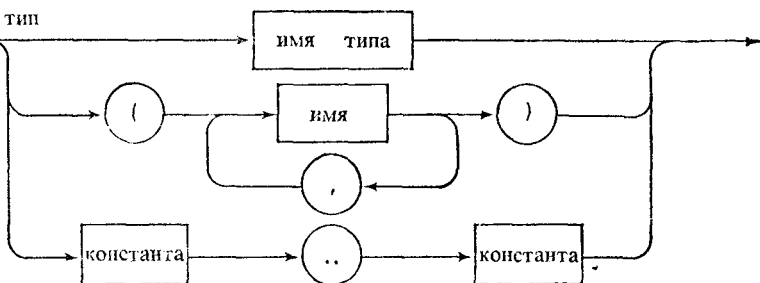 тип
имя типа
( имя )
,
константа .. константа